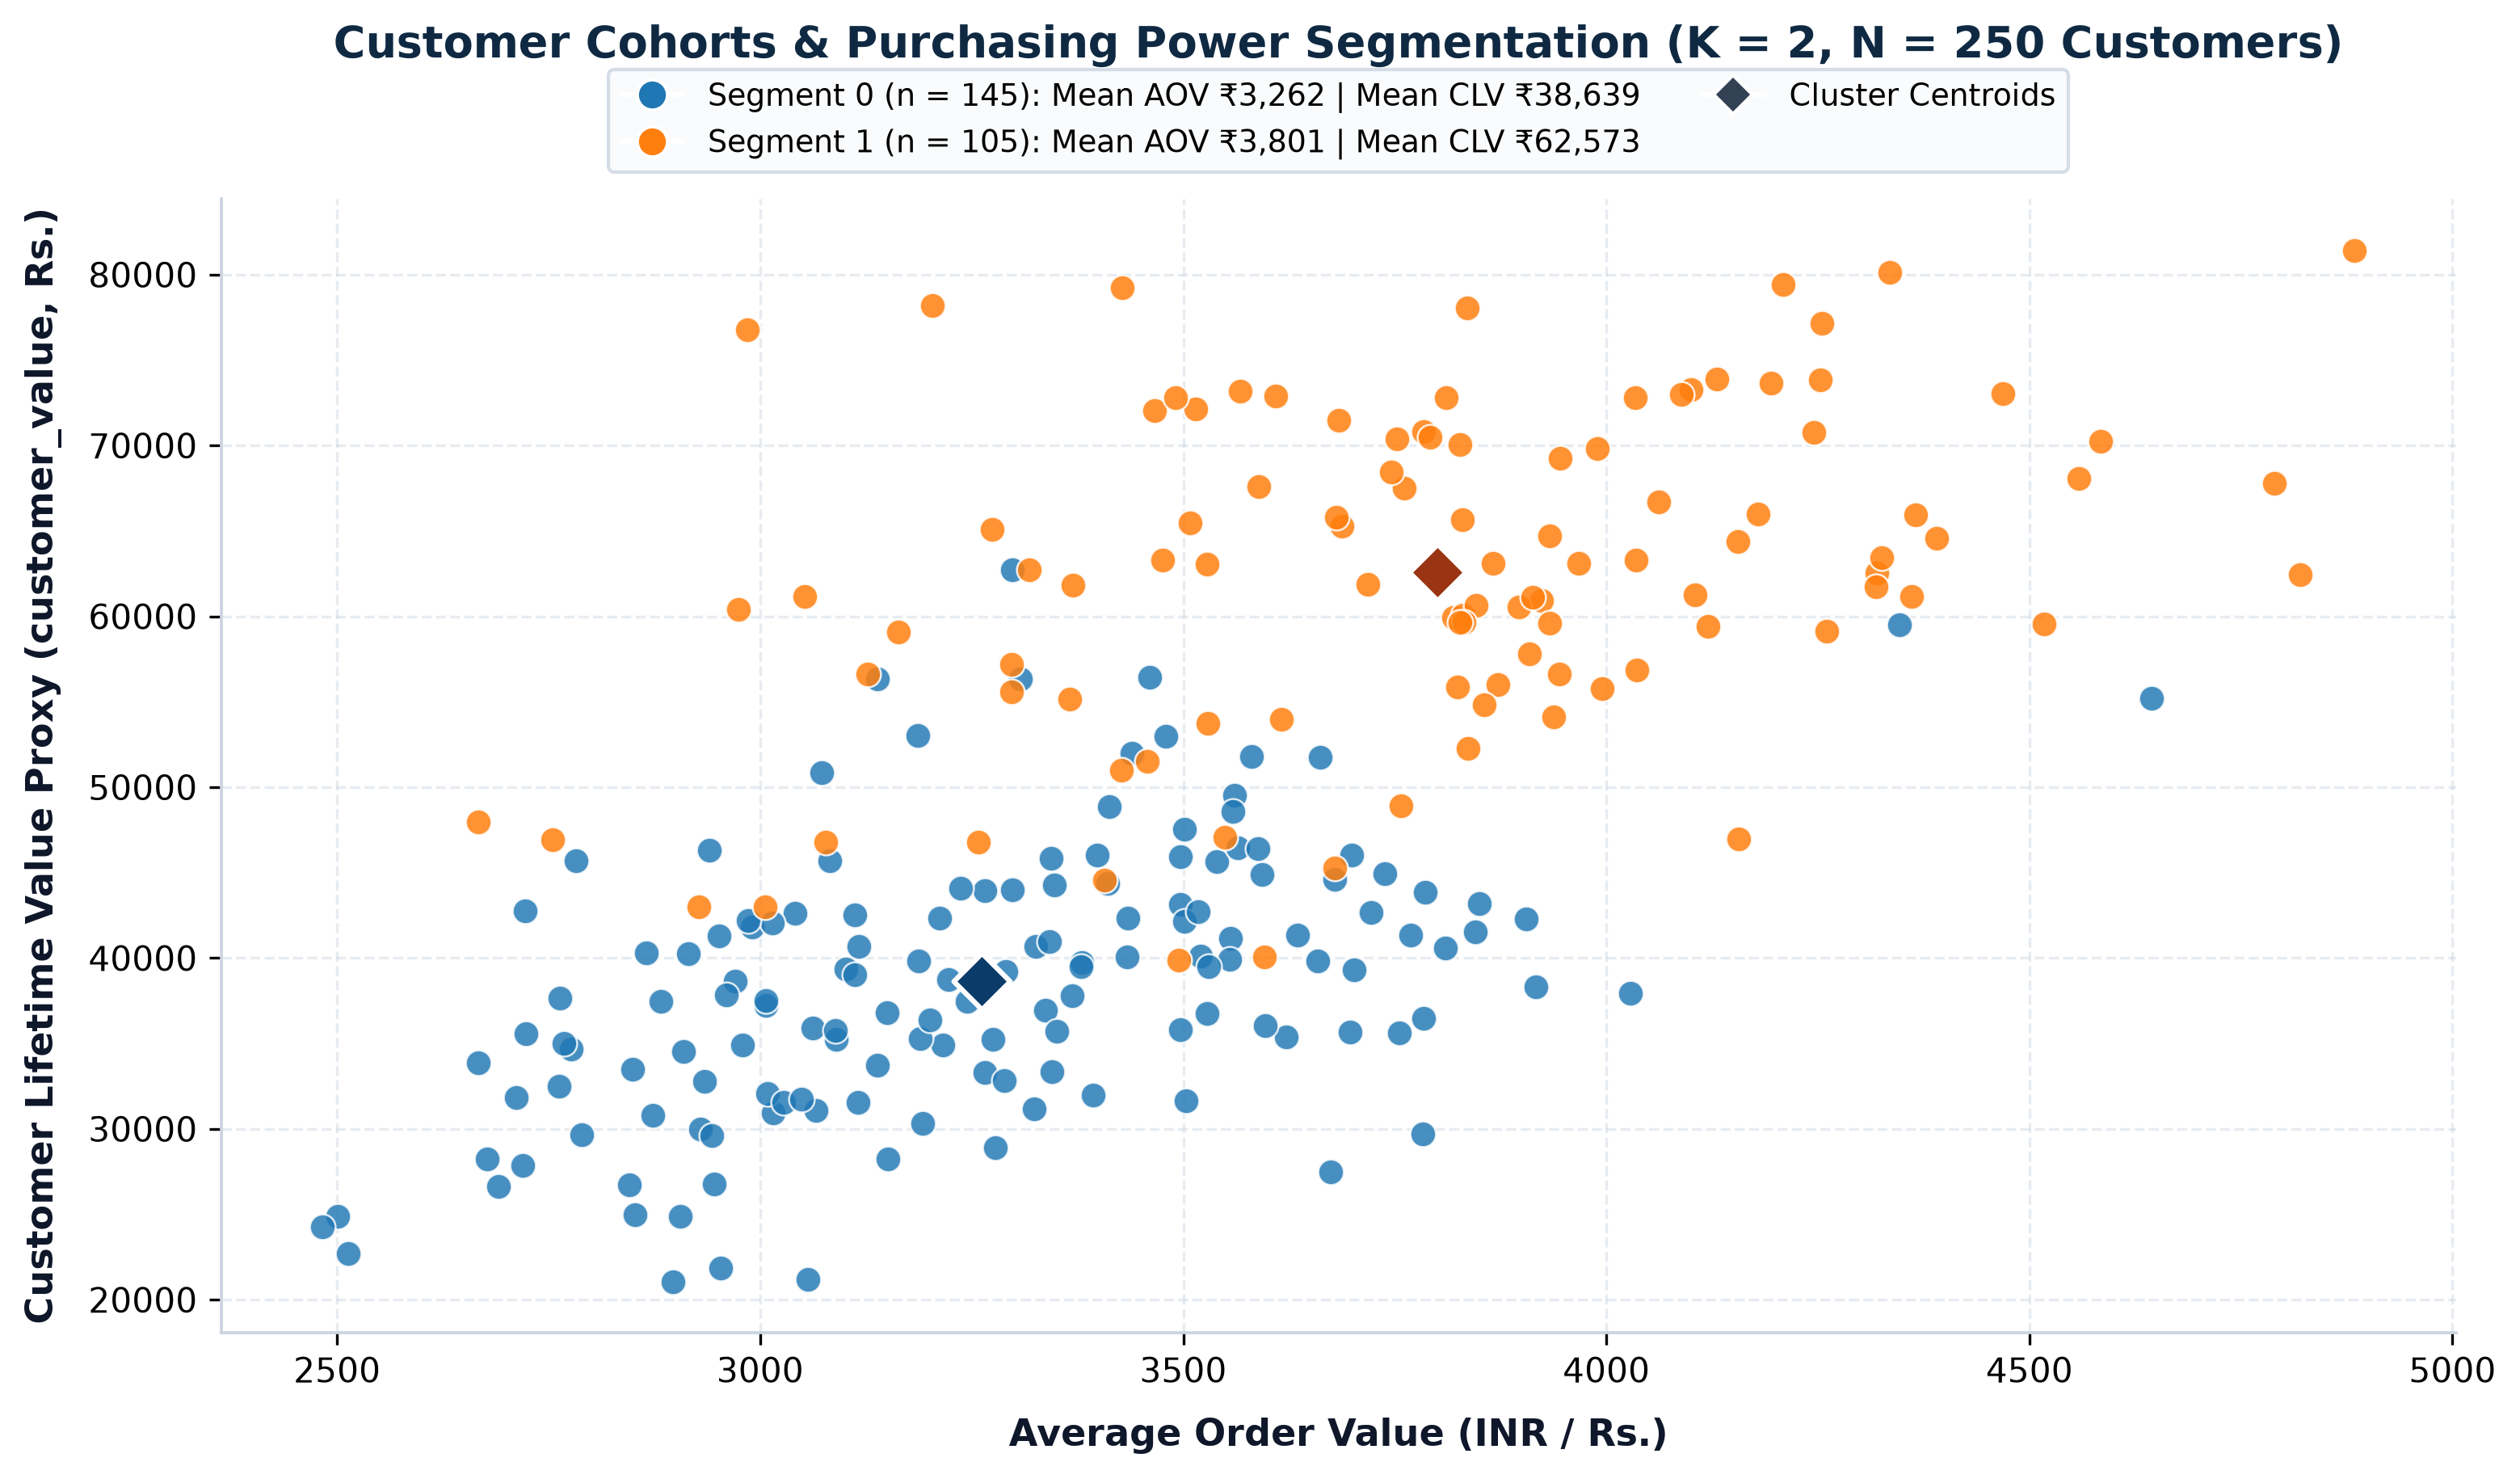 Customer Cohorts & Purchasing Power Segmentation (K = 2, N = 250 Customers)
Segment 0 (n = 145): Mean AOV ₹3,262 | Mean CLV ₹38,639
Cluster Centroids
Segment 1 (n = 105): Mean AOV ₹3,801 | Mean CLV ₹62,573
Customer Lifetime Value Proxy (customer_value, Rs.)
80000
70000
60000
50000
40000
30000
20000
2500
3000
3500
4000
4500
5000
Average Order Value (INR / Rs.)